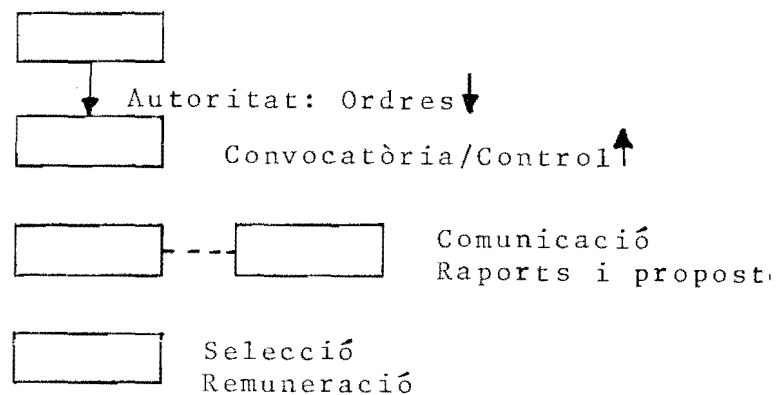 Autoritat: Ordres
Convocatòria/Control
Comunicació
Raports i propost
Selecció
Remuneració